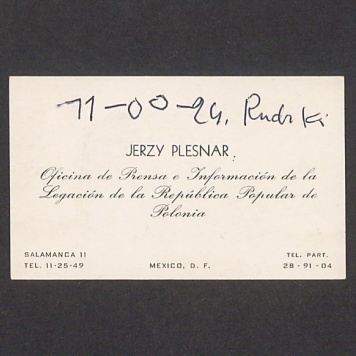 11-00-24, Rudzki
JERZY PLESNAR.
Oficina de Prensa e Información de la
Legación de la República Popular de
Polonia
SALAMANCA 11 TEL. PART.
TEL. 11-25-49 MEXICO, D. F. 28-91-04